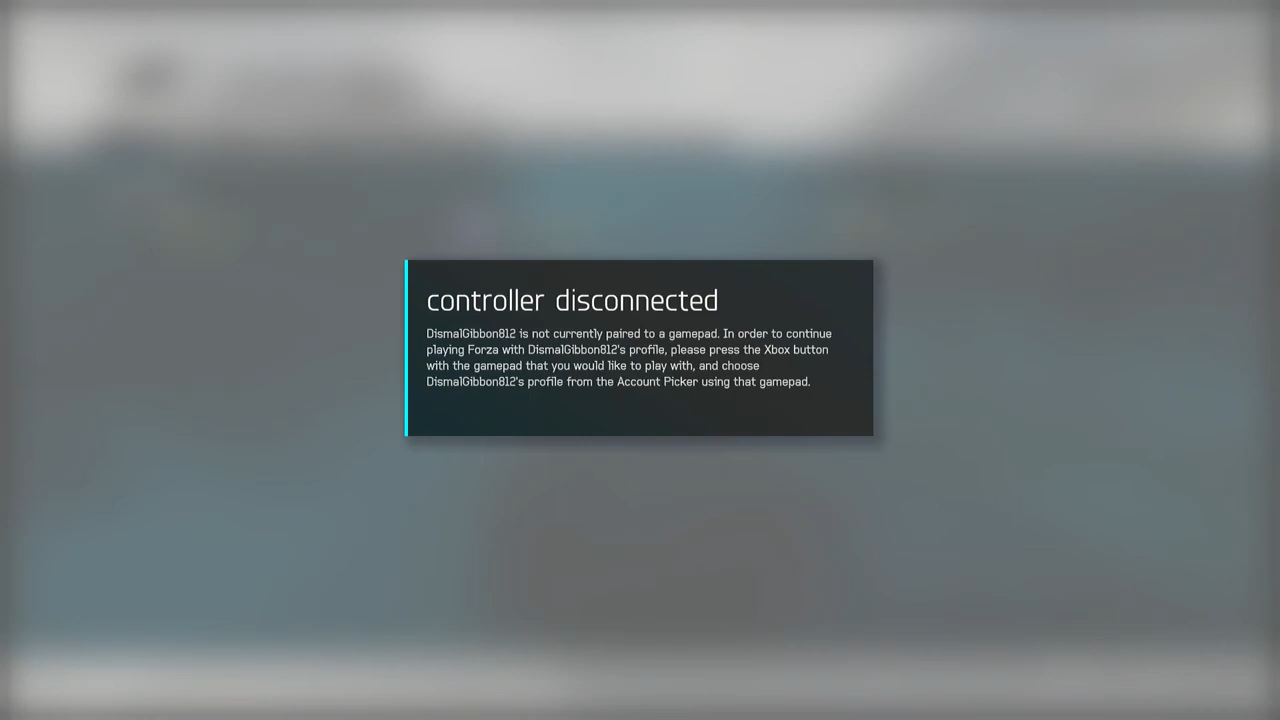 controller disconnected
DismalGibbon812 is not currently paired to a gamepad. In order to continue
playing Forza with DismalGibbon812's profile, please press the Xbox button
with the gamepad that you would like to play with, and choose
DismalGibbon812's profile from the Account Picker using that gamepad.